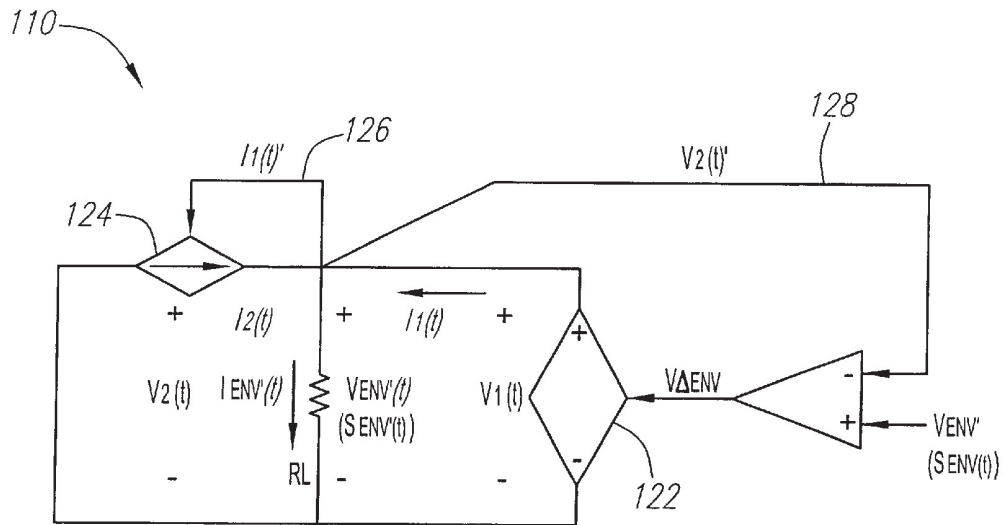 110
126
128
I1(t)'
V2(t)'
124
+ I2(t) + I1(t) +
+
-
V2(t) IENV'(t) VENV'(t) V1(t) VΔENV
(SENV'(t))
+ VENV'
(SENV(t))
- RL - - - 122